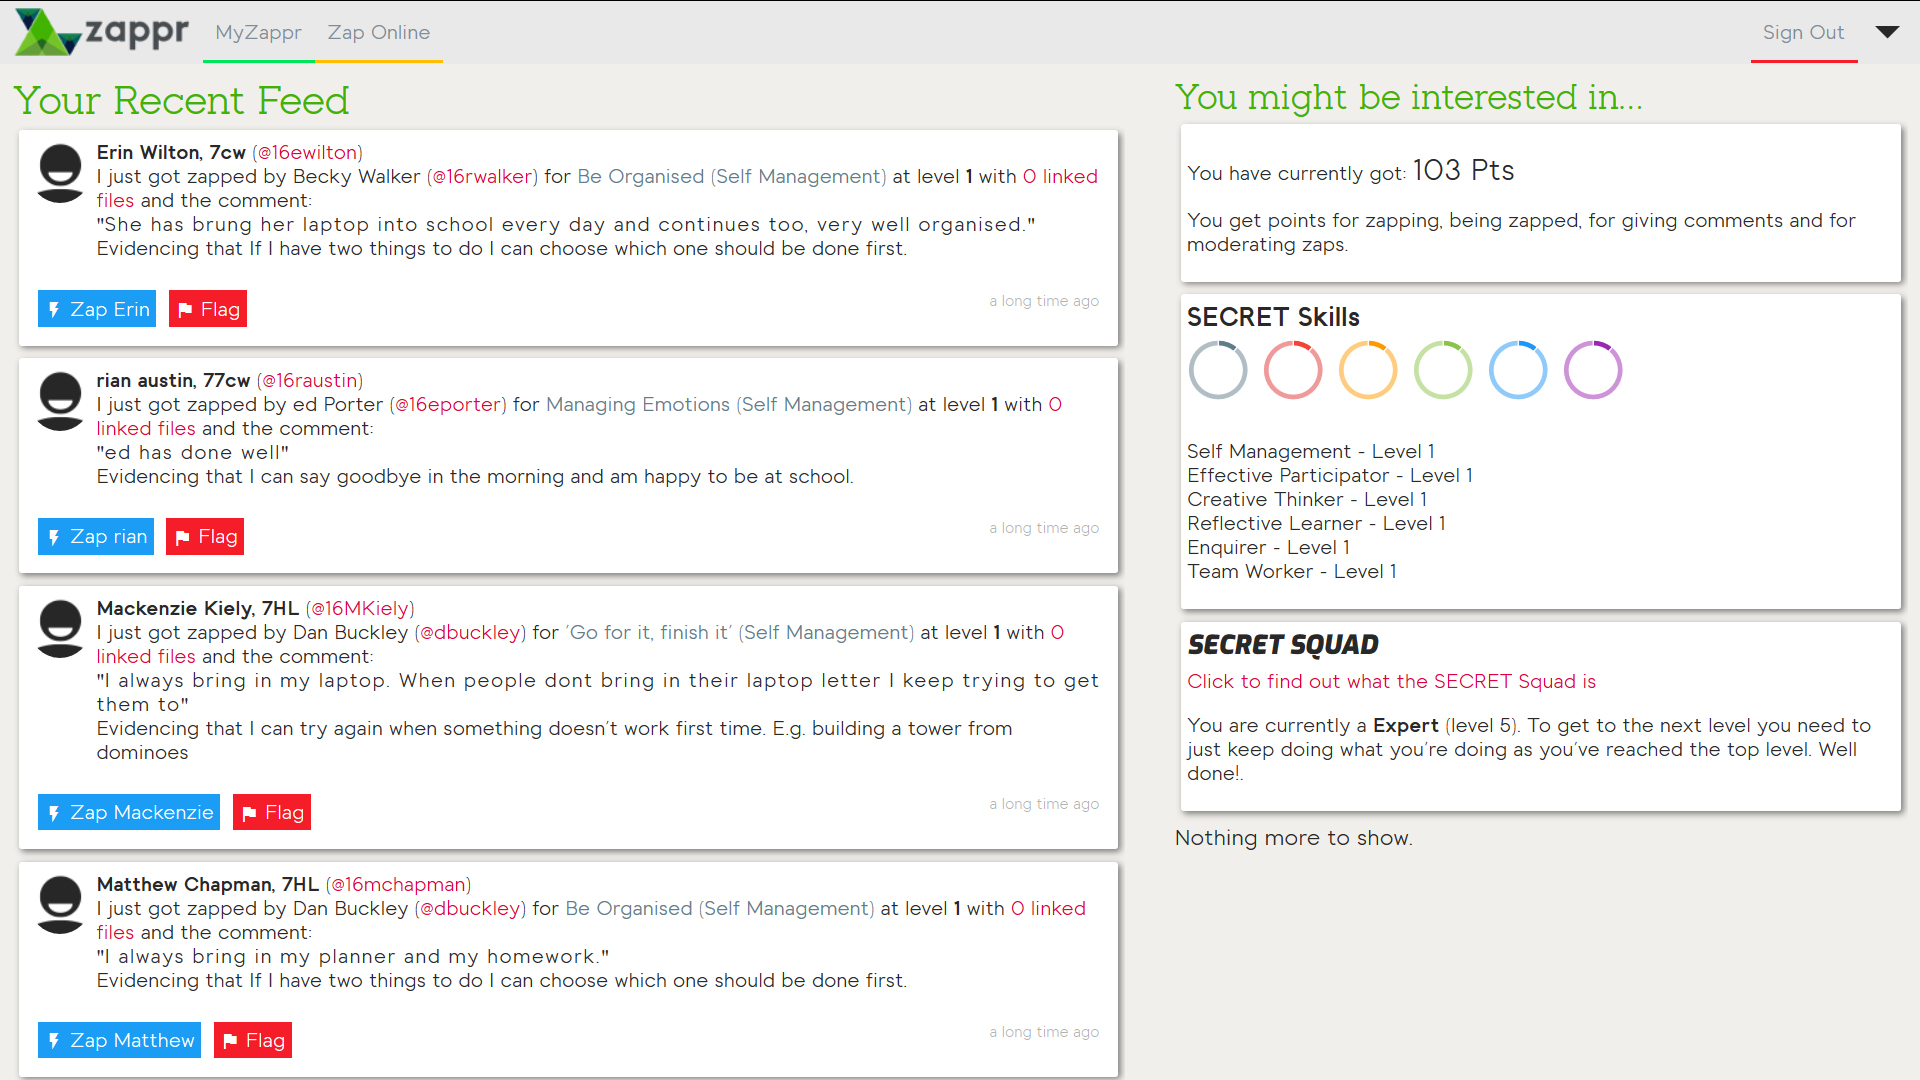 zappr
MyZappr
Zap Online
Sign Out
Your Recent Feed
Erin Wilton, 7cw (@16ewilton)
I just got zapped by Becky Walker (@16rwalker) for Be Organised (Self Management) at level 1 with 0 linked
files and the comment:
"She has brung her laptop into school every day and continues too, very well organised."
Evidencing that If I have two things to do I can choose which one should be done first.
Zap Erin
Flag
a long time ago
rian austin, 77cw (@16raustin)
I just got zapped by ed Porter (@16eporter) for Managing Emotions (Self Management) at level 1 with 0
linked files and the comment:
"ed has done well"
Evidencing that I can say goodbye in the morning and am happy to be at school.
Zap rian
Flag
a long time ago
Mackenzie Kiely, 7HL (@16MKiely)
I just got zapped by Dan Buckley (@dbuckley) for 'Go for it, finish it' (Self Management) at level 1 with 0
linked files and the comment:
"I always bring in my laptop. When people dont bring in their laptop letter I keep trying to get
them to"
Evidencing that I can try again when something doesn't work first time. E.g. building a tower from
dominoes
Zap Mackenzie
Flag
a long time ago
Matthew Chapman, 7HL (@16mchapman)
I just got zapped by Dan Buckley (@dbuckley) for Be Organised (Self Management) at level 1 with 0 linked
files and the comment:
"I always bring in my planner and my homework."
Evidencing that If I have two things to do I can choose which one should be done first.
Zap Matthew
Flag
a long time ago
You might be interested in...
You have currently got: 103 Pts
You get points for zapping, being zapped, for giving comments and for
moderating zaps.
SECRET Skills
Self Management - Level 1
Effective Participator - Level 1
Creative Thinker - Level 1
Reflective Learner - Level 1
Enquirer - Level 1
Team Worker - Level 1
SECRET SQUAD
Click to find out what the SECRET Squad is
You are currently a Expert (level 5). To get to the next level you need to
just keep doing what you're doing as you've reached the top level. Well
done!.
Nothing more to show.